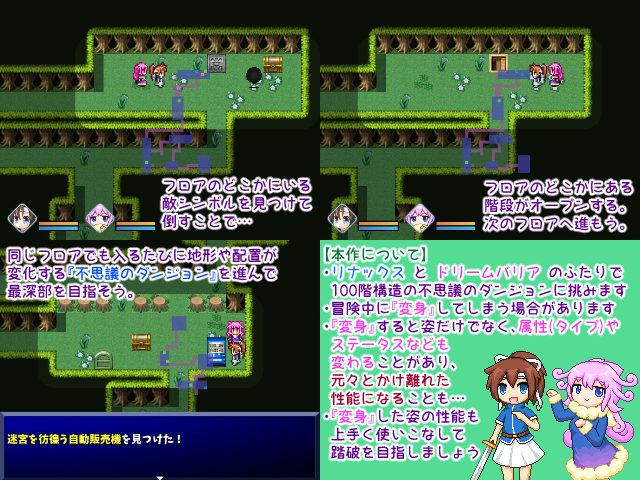 フロアのどこかにいる
敵シンボルを見つけて
倒すことで…
フロアのどこかにある
階段がオープンする。
次のフロアへ進もう。
同じフロアでも入るたびに地形や配置が
変化する『不思議のダンジョン』を進んで
最深部を目指そう。
迷宮を彷徨う自動販売機を見つけた！
【本作について】
・リナックス と ドリームバリア のふたりで
100階構造の不思議のダンジョンに挑みます
・冒険中に『変身』してしまう場合があります
・『変身』すると姿だけでなく、属性(タイプ)や
ステータスなども
変わることがあり、
元々とかけ離れた
性能になることも…
・『変身』した姿の性能も
上手く使いこなして
踏破を目指しましょう